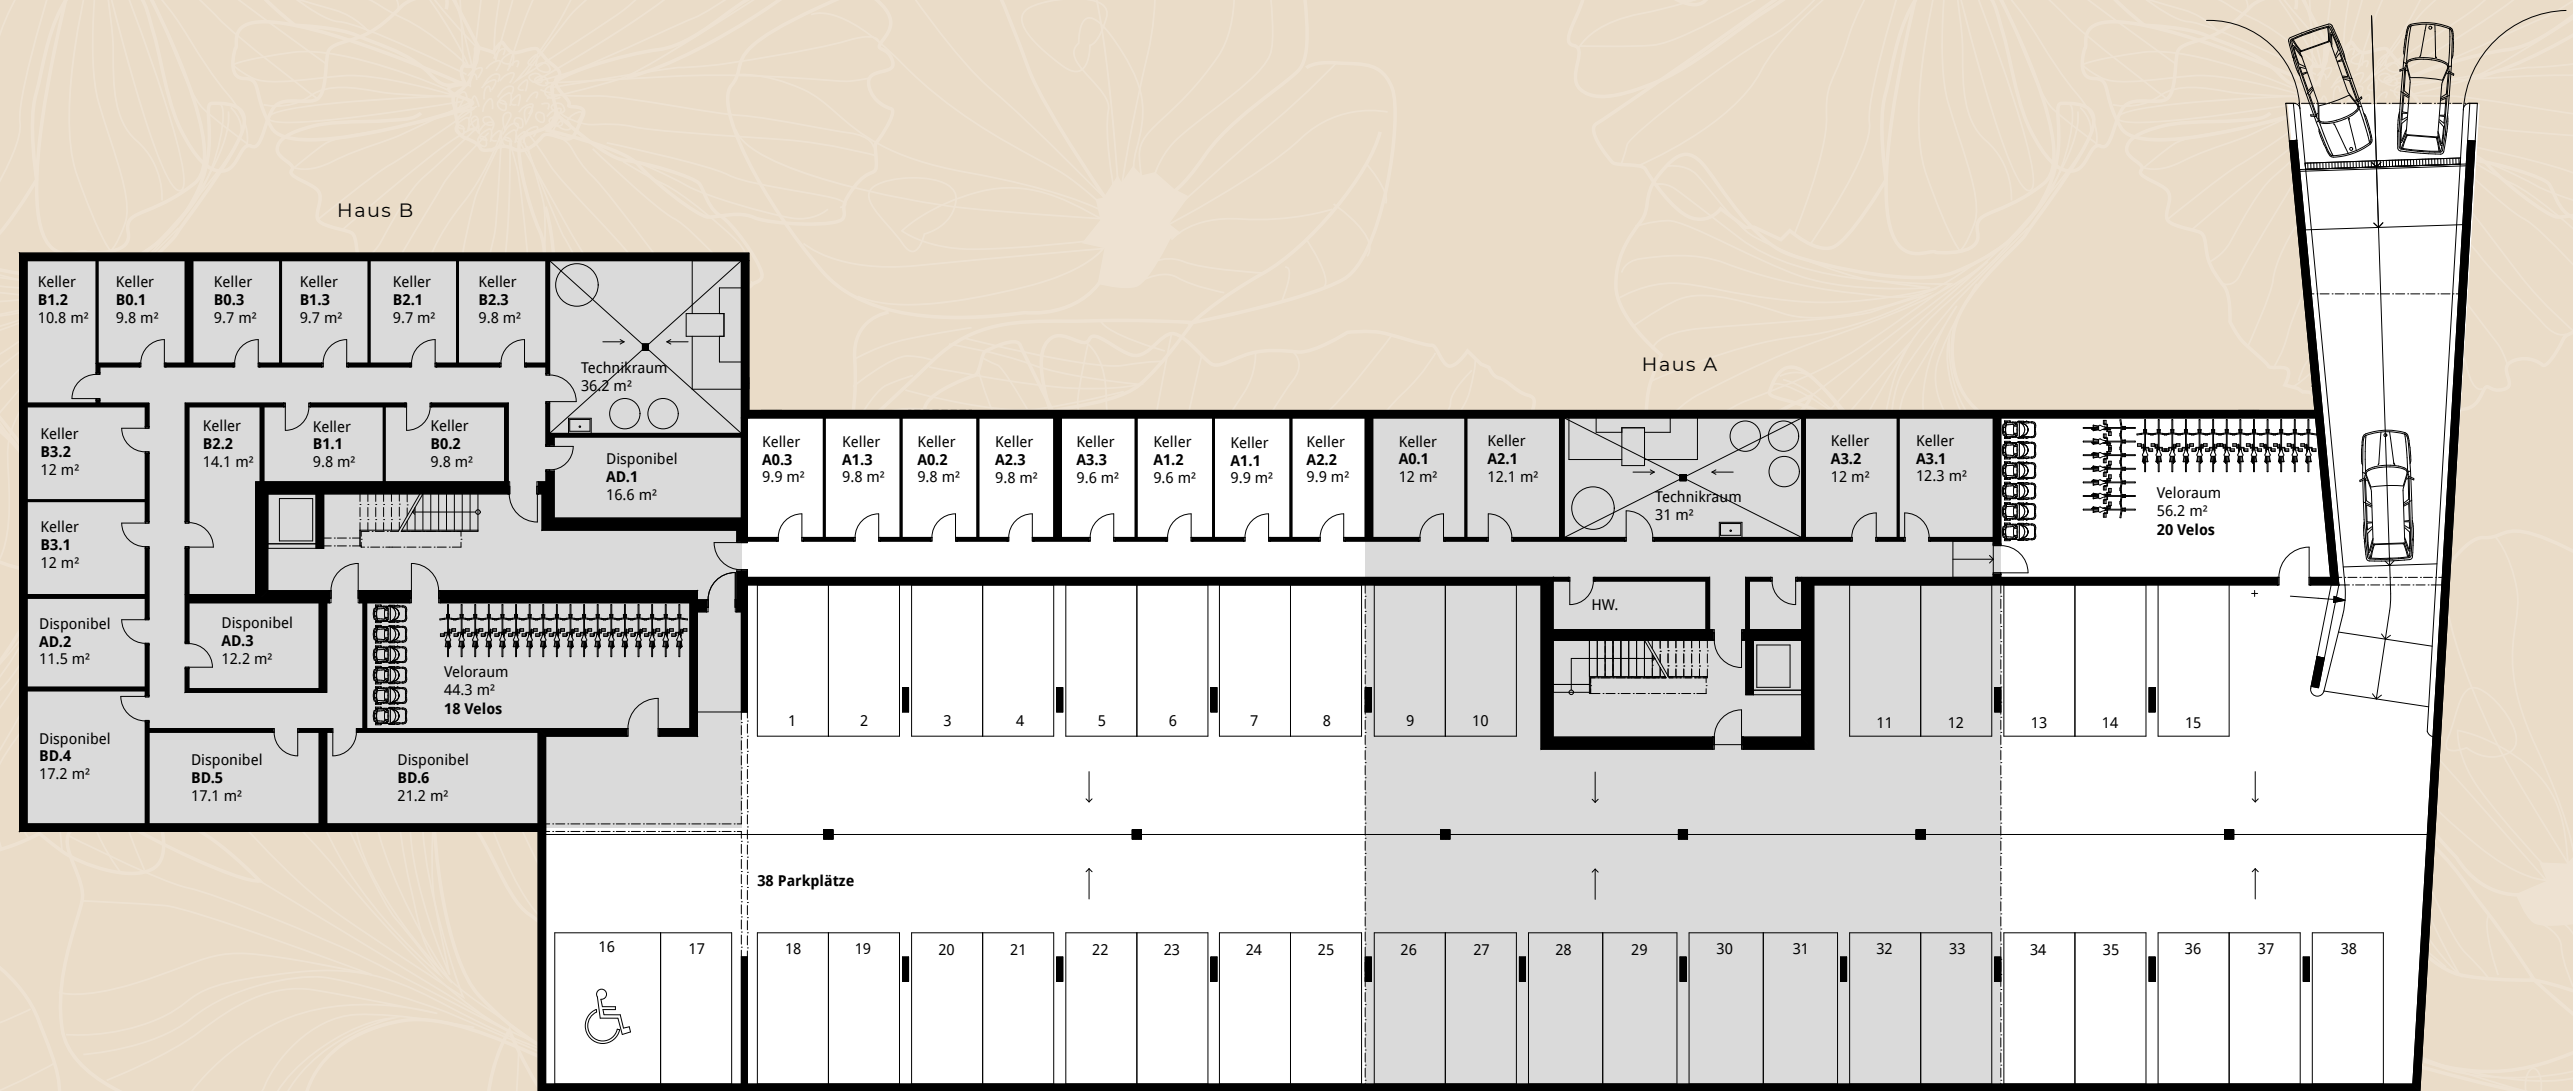 Haus B
Haus A
Keller
B1.2
10.8 m²
Keller
B0.1
9.8 m²
Keller
B0.3
9.7 m²
Keller
B1.3
9.7 m²
Keller
B2.1
9.7 m²
Keller
B2.3
9.8 m²
Technikraum
36.2 m²
Keller
B3.2
12 m²
Keller
B2.2
14.1 m²
Keller
B1.1
9.8 m²
Keller
B0.2
9.8 m²
Disponibel
AD.1
16.6 m²
Keller
A0.3
9.9 m²
Keller
A1.3
9.8 m²
Keller
A0.2
9.8 m²
Keller
A2.3
9.8 m²
Keller
A3.3
9.6 m²
Keller
A1.2
9.6 m²
Keller
A1.1
9.9 m²
Keller
A2.2
9.9 m²
Keller
A0.1
12 m²
Keller
A2.1
12.1 m²
Technikraum
31 m²
Keller
A3.2
12 m²
Keller
A3.1
12.3 m²
Veloraum
56.2 m²
20 Velos
Keller
B3.1
12 m²
Disponibel
AD.2
11.5 m²
Disponibel
AD.3
12.2 m²
Veloraum
44.3 m²
18 Velos
HW.
Disponibel
BD.4
17.2 m²
Disponibel
BD.5
17.1 m²
Disponibel
BD.6
21.2 m²
1
2
3
4
5
6
7
8
9
10
11
12
13
14
15
38 Parkplätze
16
17
18
19
20
21
22
23
24
25
26
27
28
29
30
31
32
33
34
35
36
37
38